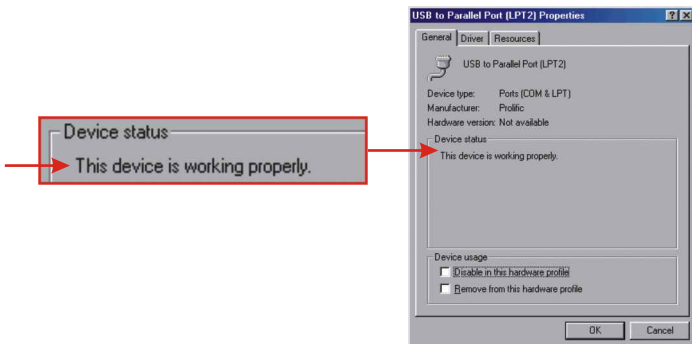 Device status
This device is working properly.
USB to Parallel Port (LPT2) Properties
General Driver Resources
USB to Parallel Port (LPT2)
Device type: Ports (COM & LPT)
Manufacturer: Prolific
Hardware version: Not available
Device status
This device is working properly.
Device usage
Disable in this hardware profile
Remove from this hardware profile
OK Cancel